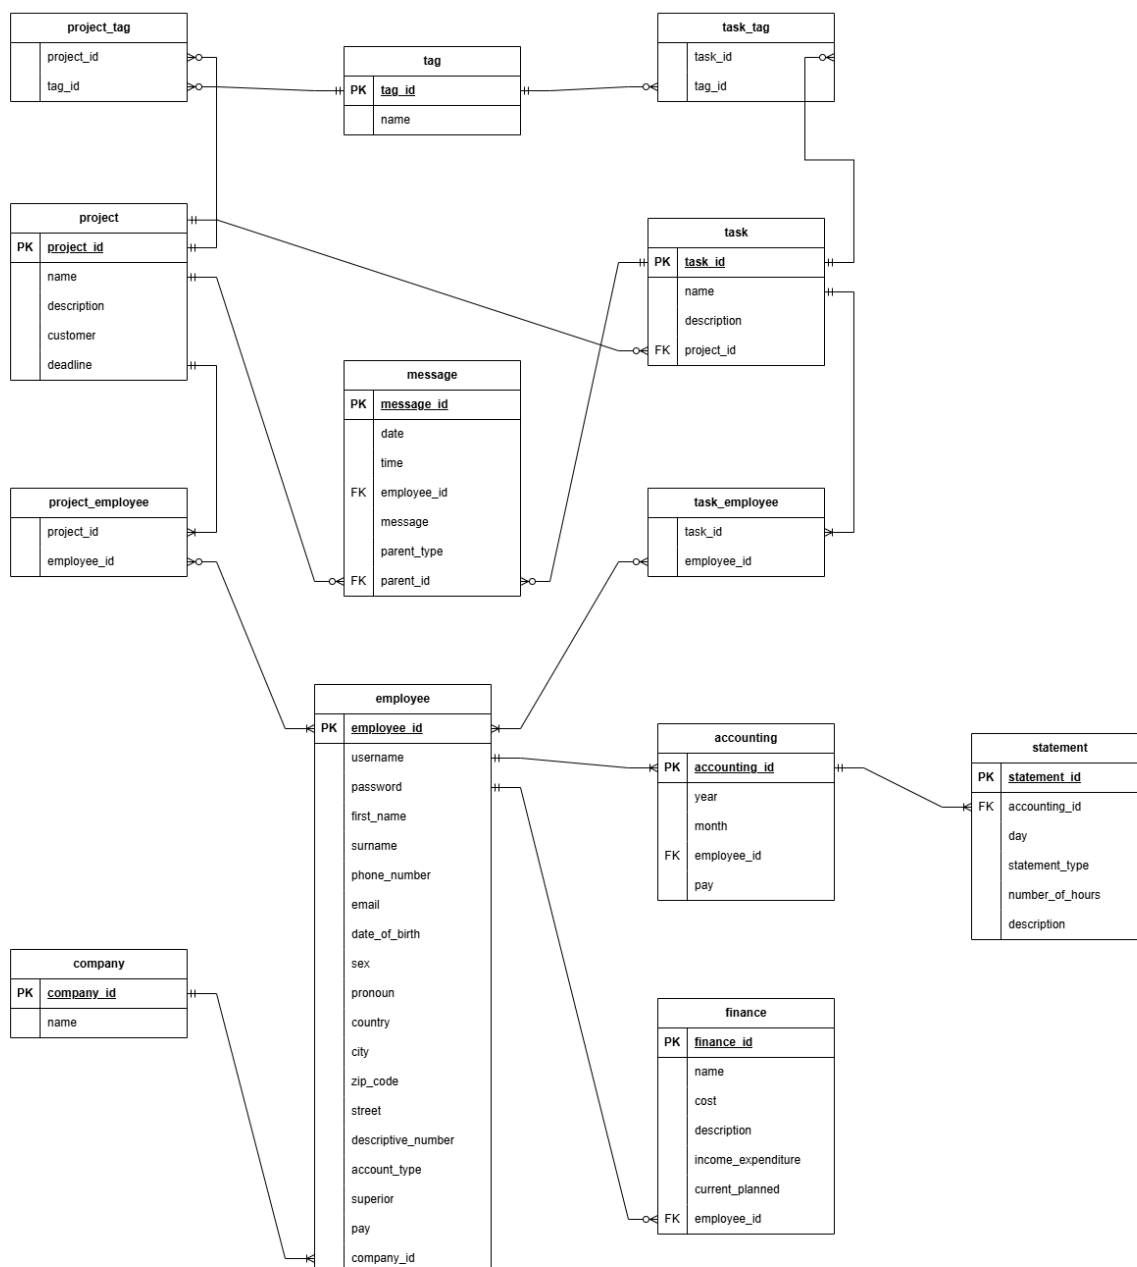 project_tag
project_id
tag_id
tag
PK tag_id
name
task_tag
task_id
tag_id
project
PK project_id
name
description
customer
deadline
task
PK task_id
name
description
FK project_id
message
PK message_id
date
time
FK employee_id
message
parent_type
FK parent_id
project_employee
project_id
employee_id
task_employee
task_id
employee_id
employee
PK employee_id
username
password
first_name
surname
phone_number
email
date_of_birth
sex
pronoun
country
city
zip_code
street
descriptive_number
account_type
superior
pay
company_id
accounting
PK accounting_id
year
month
FK employee_id
pay
statement
PK statement_id
FK accounting_id
day
statement_type
number_of_hours
description
company
PK company_id
name
finance
PK finance_id
name
cost
description
income_expenditure
current_planned
FK employee_id